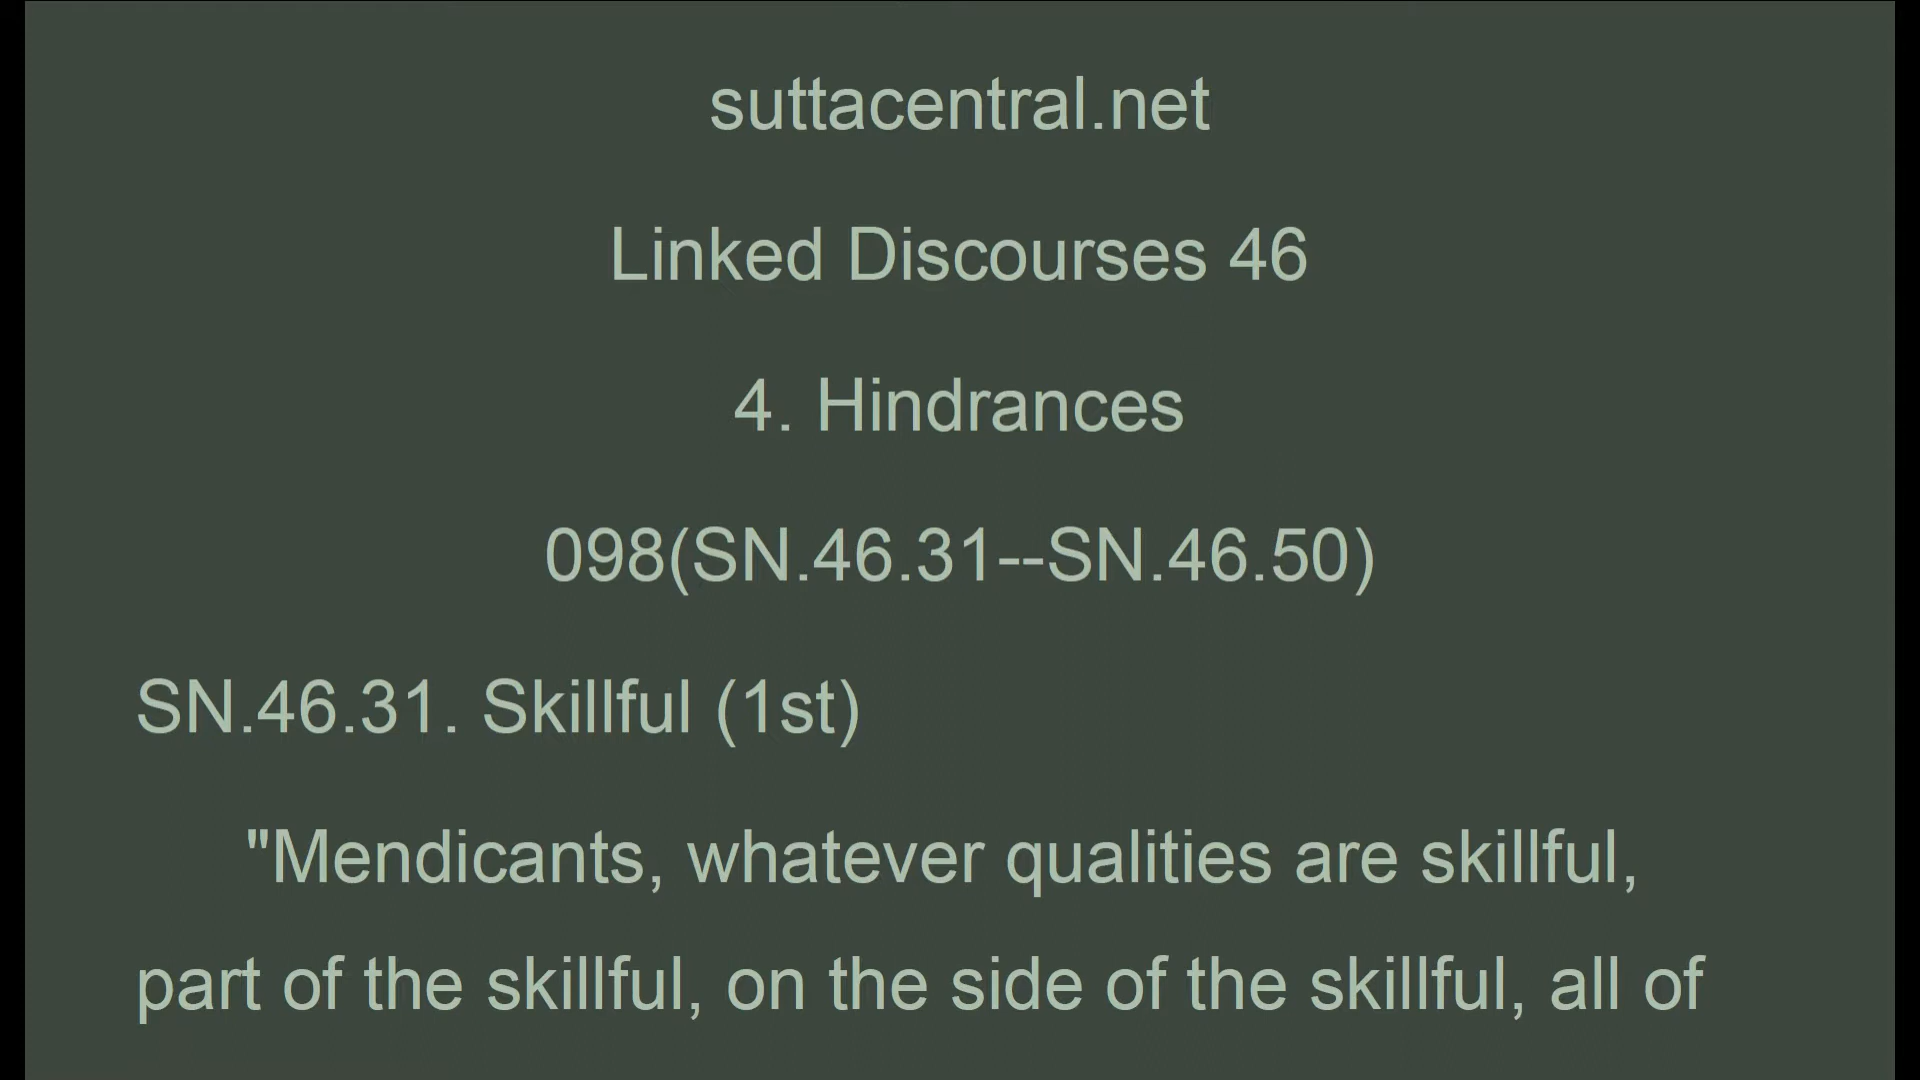 suttacentral.net
Linked Discourses 46
4. Hindrances
098(SN.46.31--SN.46.50)
SN.46.31. Skillful (1st)
"Mendicants, whatever qualities are skillful,
part of the skillful, on the side of the skillful, all of